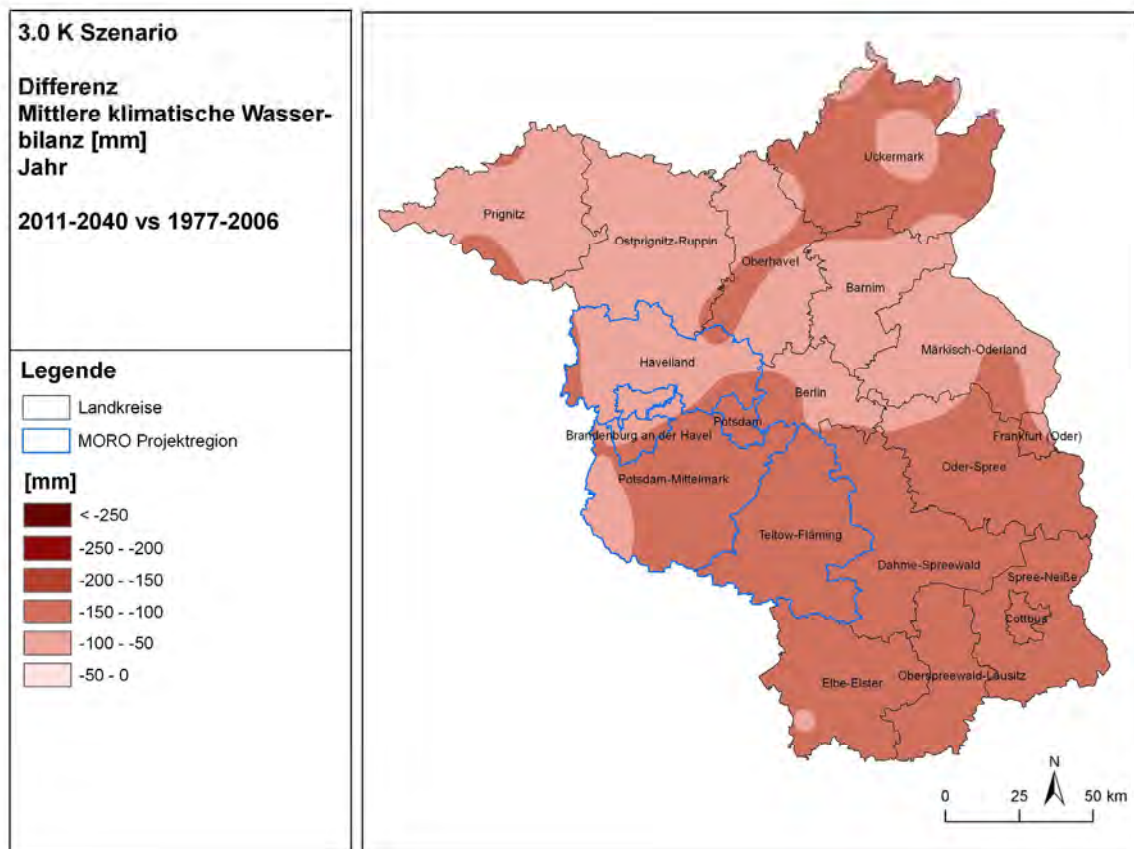 3.0 K Szenario
Differenz
Mittlere klimatische Wasser-
bilanz [mm]
Jahr
2011-2040 vs 1977-2006
Legende
Landkreise
MORO Projektregion
[mm]
< -250
-250 - -200
-200 - -150
-150 - -100
-100 - -50
-50 - 0
Uckermark
Prignitz
Ostprignitz-Ruppin
Oberhavel
Barnim
Märkisch-Oderland
Havelland
Berlin
Potsdam
Brandenburg an der Havel
Frankfurt (Oder)
Oder-Spree
Potsdam-Mittelmark
Teltow-Fläming
Dahme-Spreewald
Spree-Neiße
Cottbus
Elbe-Elster
Oberspreewald-Lausitz
N
0 25 50 km